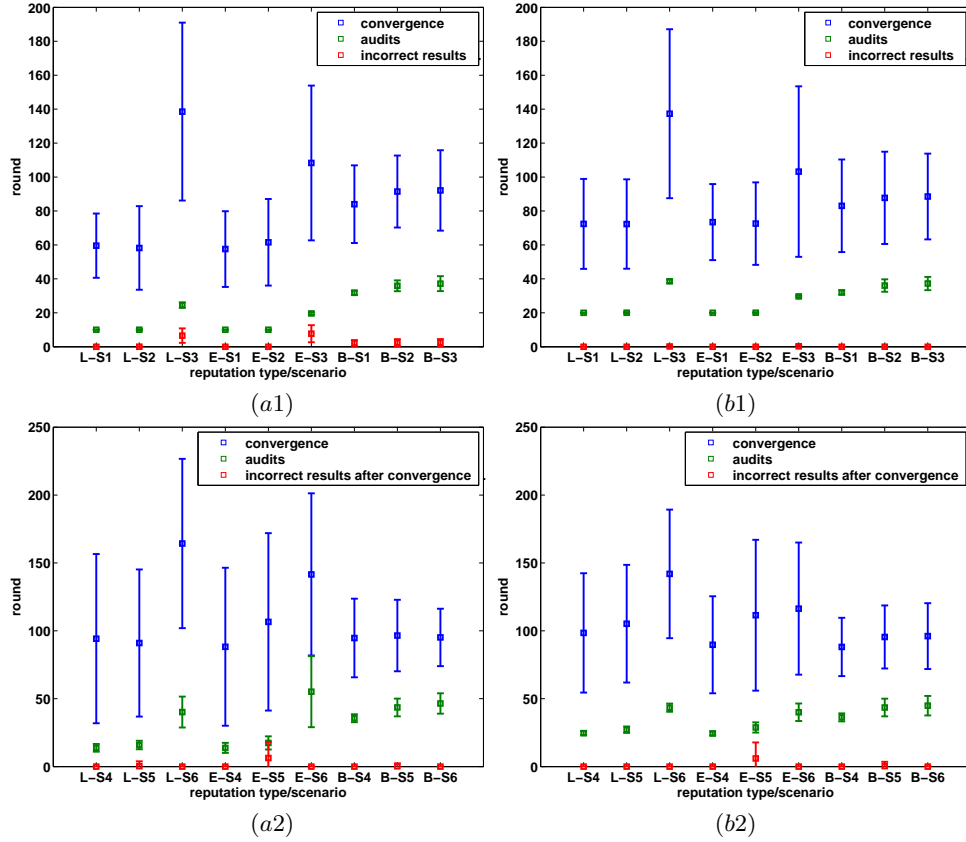 200
180
160
140
120
100
80
60
40
20
0
round
convergence
audits
incorrect results
L−S1 L−S2 L−S3 E−S1 E−S2 E−S3 B−S1 B−S2 B−S3
reputation type/scenario
(a1)
200
180
160
140
120
100
80
60
40
20
0
round
convergence
audits
incorrect results
L−S1 L−S2 L−S3 E−S1 E−S2 E−S3 B−S1 B−S2 B−S3
reputation type/scenario
(b1)
250
200
150
100
50
0
round
convergence
audits
incorrect results after convergence
L−S4 L−S5 L−S6 E−S4 E−S5 E−S6 B−S4 B−S5 B−S6
reputation type/scenario
(a2)
250
200
150
100
50
0
round
convergence
audits
incorrect results after convergence
L−S4 L−S5 L−S6 E−S4 E−S5 E−S6 B−S4 B−S5 B−S6
reputation type/scenario
(b2)